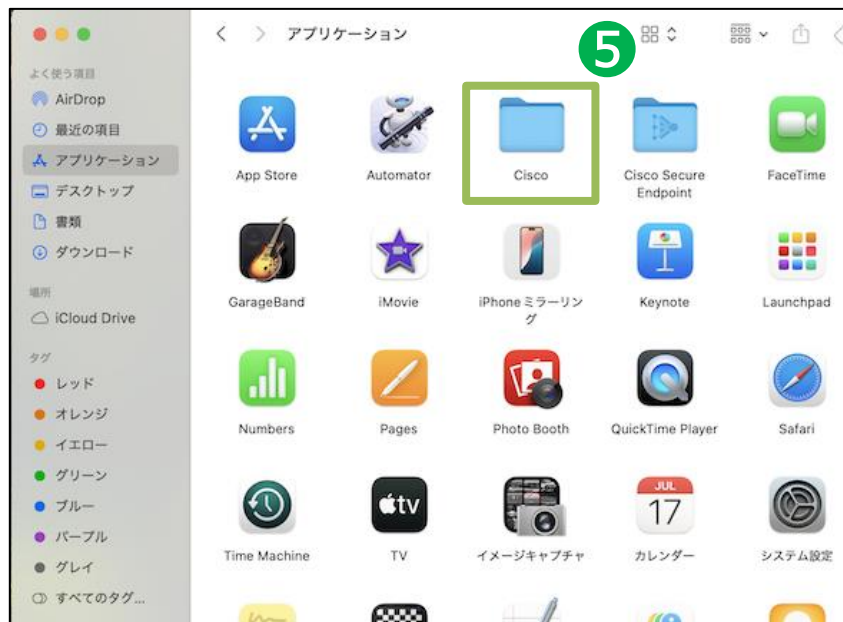 アプリケーション
5
よく使う項目
AirDrop
最近の項目
アプリケーション
デスクトップ
書類
ダウンロード
場所
iCloud Drive
タグ
レッド
オレンジ
イエロー
グリーン
ブルー
パープル
グレイ
すべてのタグ...
App Store
Automator
Cisco
Cisco Secure
Endpoint
FaceTime
GarageBand
iMovie
iPhone ミラーリン
グ
Keynote
Launchpad
Numbers
Pages
Photo Booth
QuickTime Player
Safari
tv
JUL
17
Time Machine
TV
イメージキャプチャ
カレンダー
システム設定